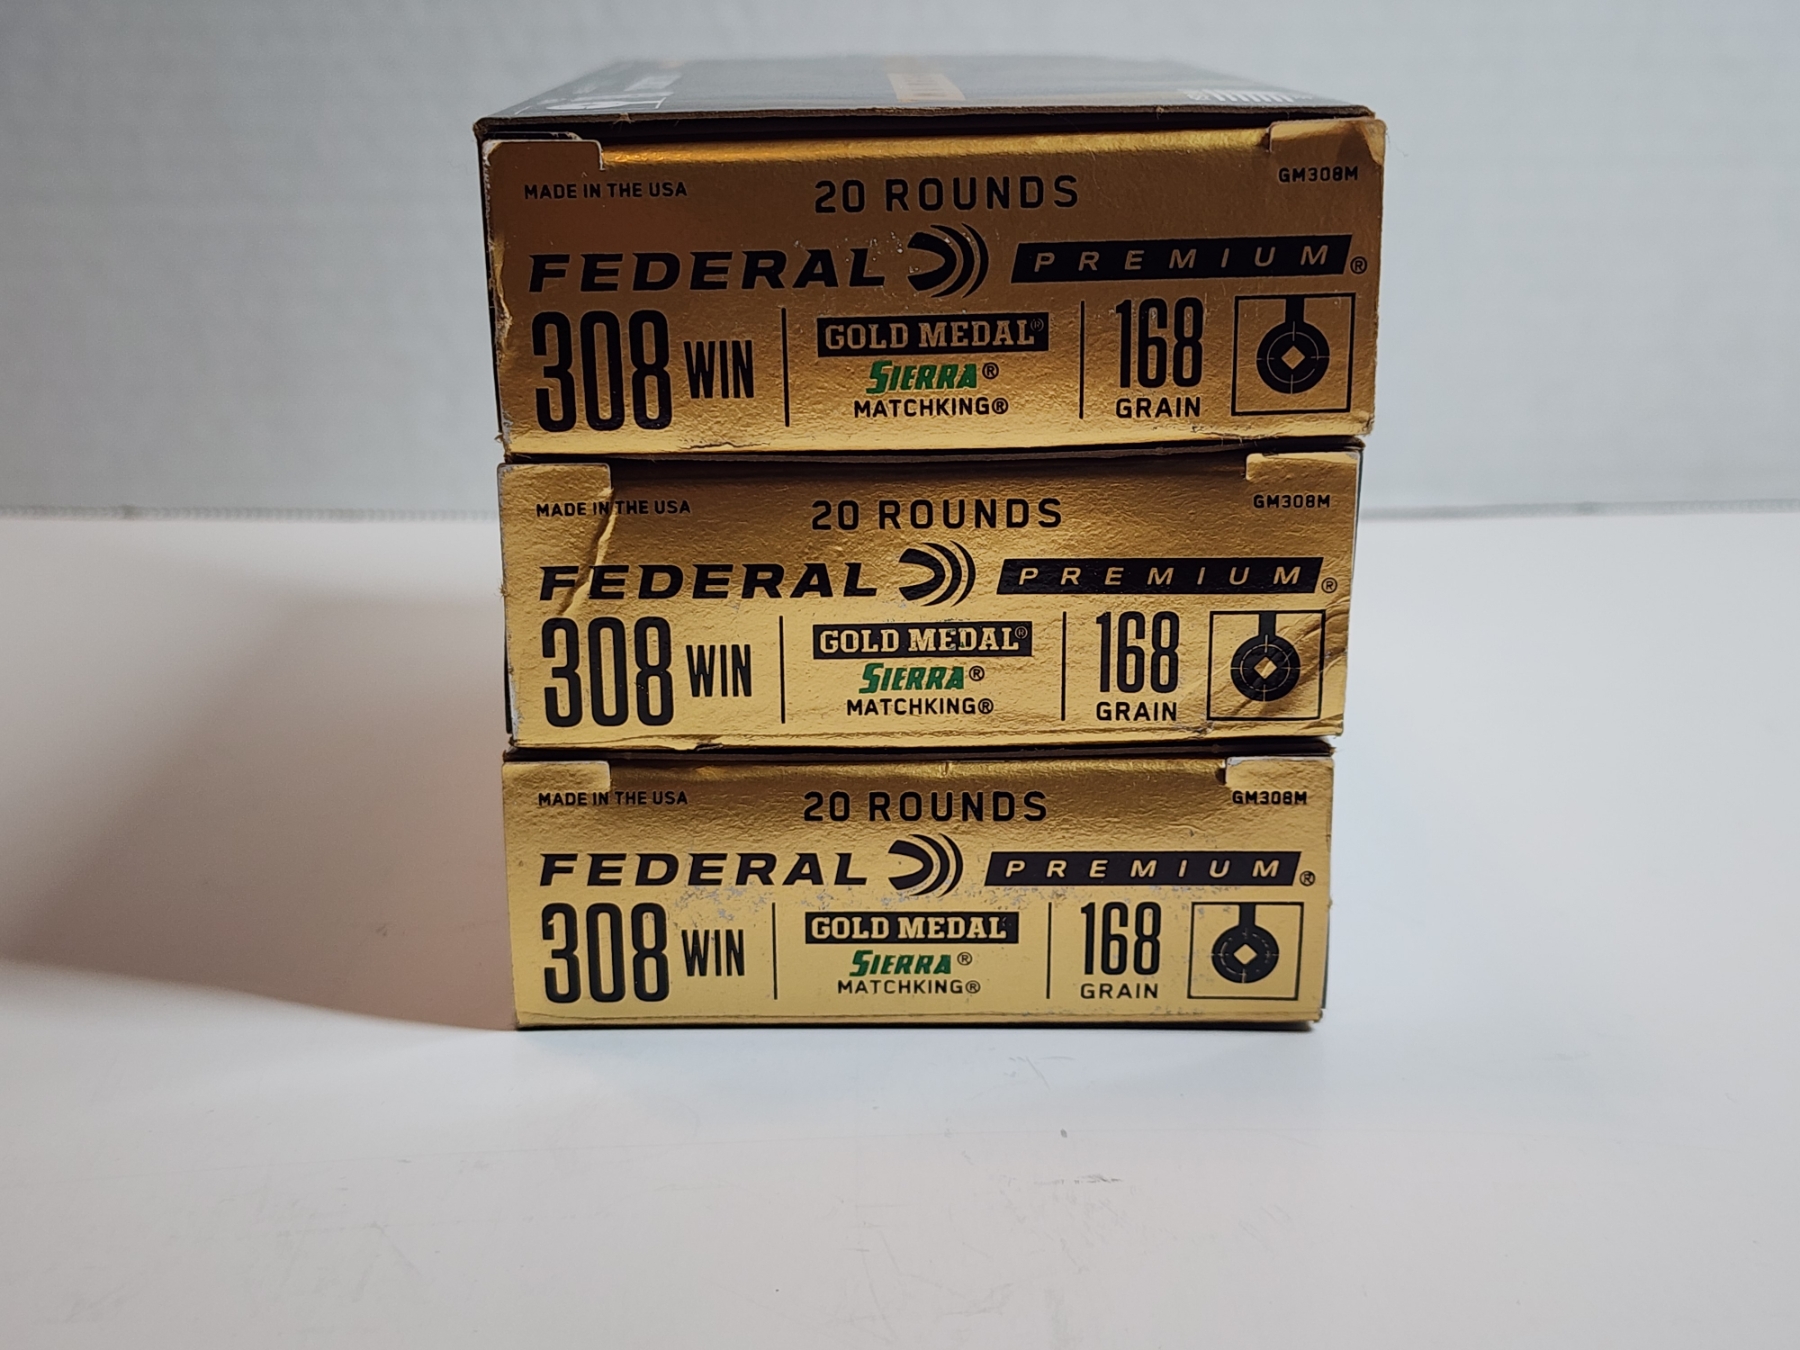 MADE IN THE USA
20 ROUNDS
GM308M
FEDERAL PREMIUM®
308 WIN
GOLD MEDAL®
SIERRA®
MATCHKING®
168
GRAIN
MADE IN THE USA
20 ROUNDS
GM308M
FEDERAL PREMIUM®
308 WIN
GOLD MEDAL®
SIERRA®
MATCHKING®
168
GRAIN
MADE IN THE USA
20 ROUNDS
GM308M
FEDERAL PREMIUM®
308 WIN
GOLD MEDAL
SIERRA®
MATCHKING®
168
GRAIN